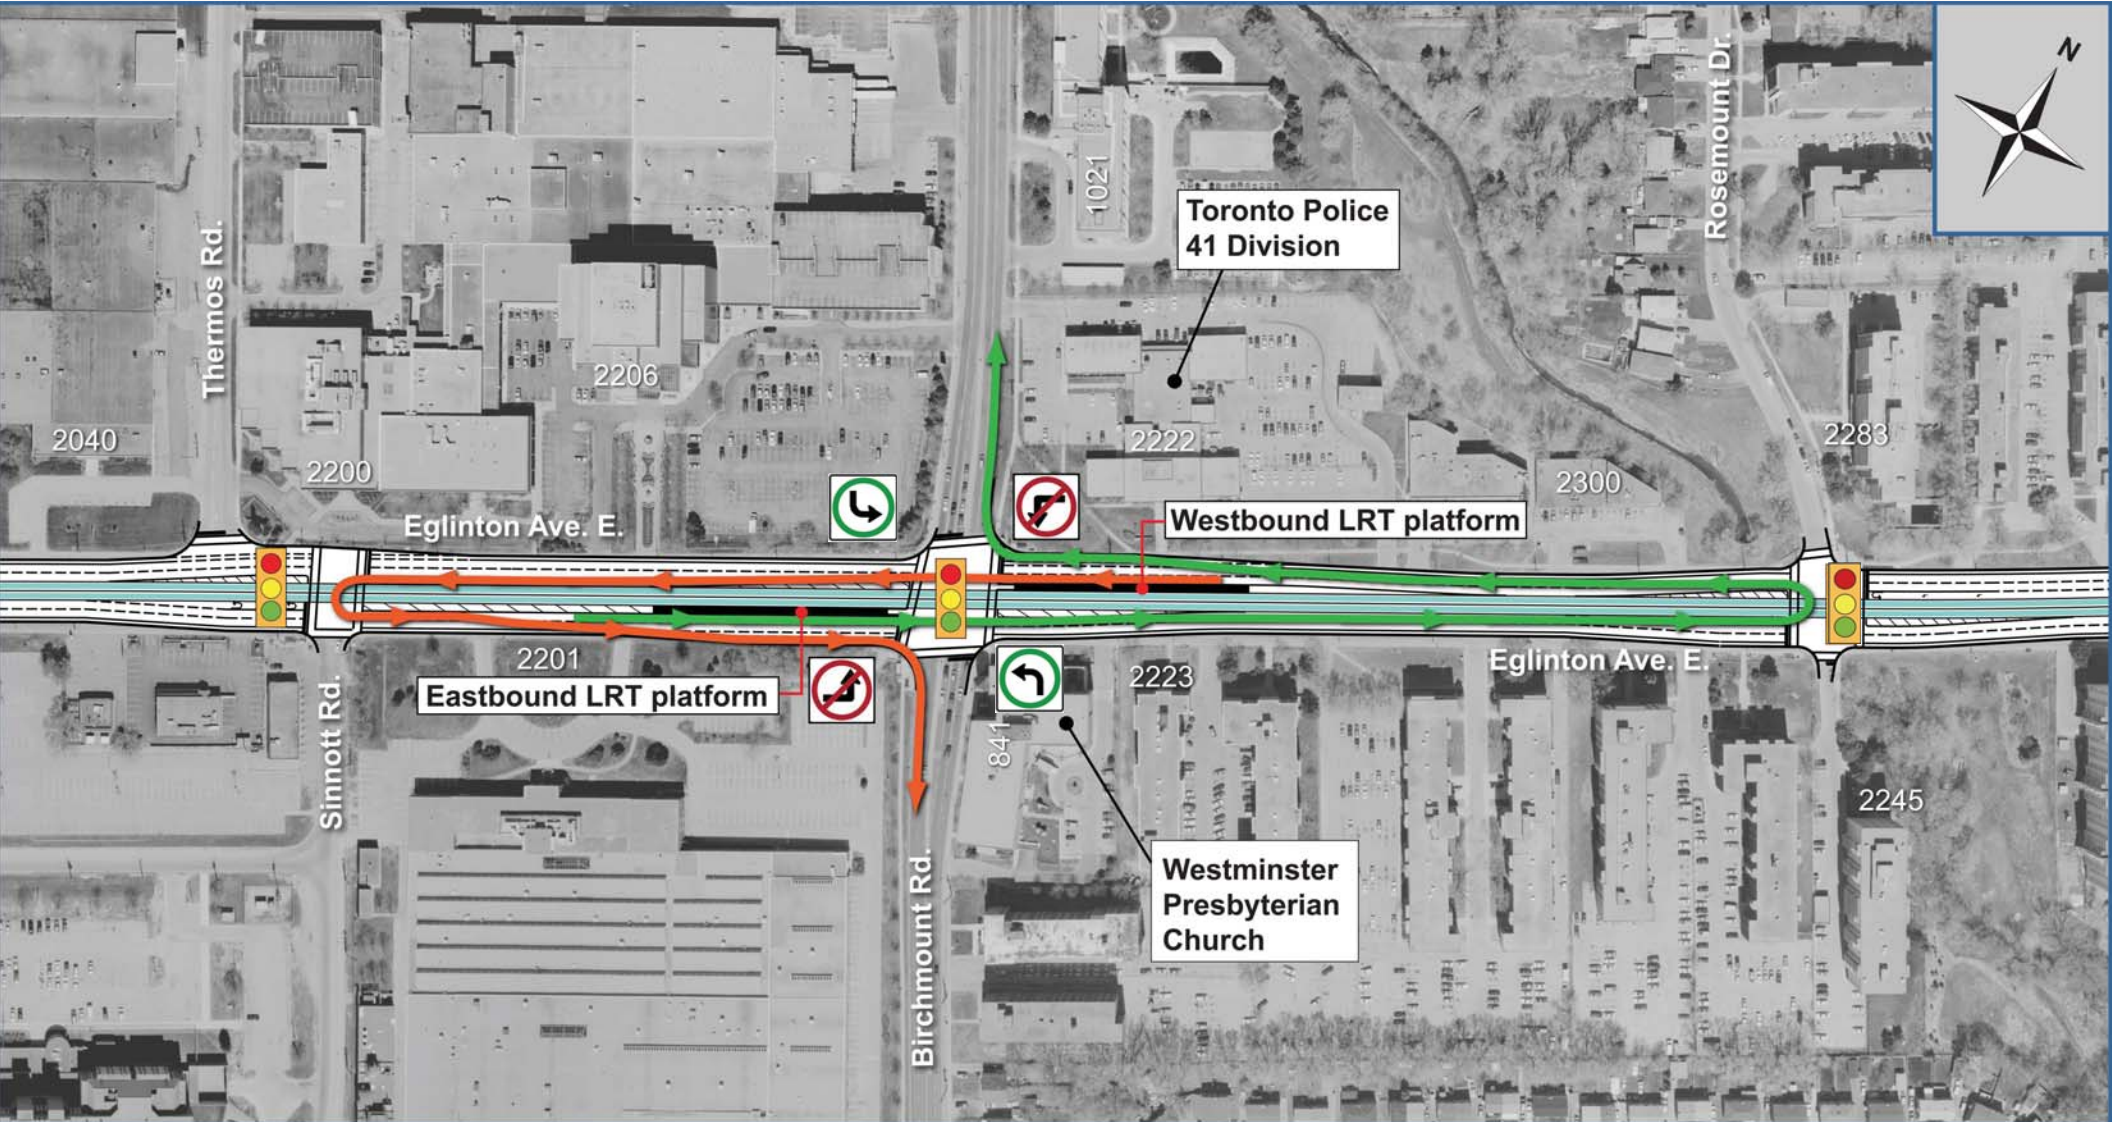 N
Rosemount Dr.
1021
Toronto Police
41 Division
Thermos Rd.
2206
2040
2200
2222
2283
2300
Eglinton Ave. E.
Westbound LRT platform
2201
Eastbound LRT platform
2223
Eglinton Ave. E.
Sinnott Rd.
841
2245
Birchmount Rd.
Westminster
Presbyterian
Church